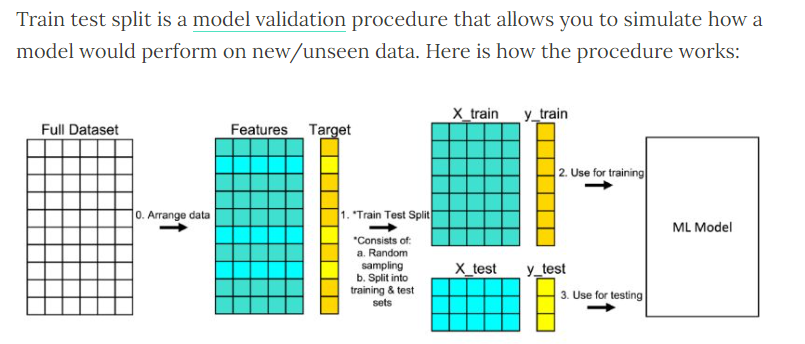 Train test split is a model validation procedure that allows you to simulate how a
model would perform on new/unseen data. Here is how the procedure works:
Full Dataset
Features
Target
X_train
y_train
0. Arrange data
1. *Train Test Split
*Consists of:
a. Random
sampling
b. Split into
training & test
sets
2. Use for training
X_test
y_test
3. Use for testing
ML Model